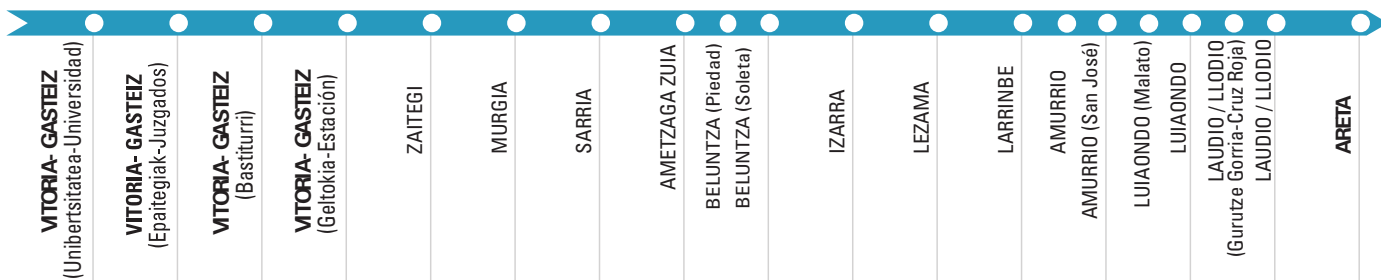 VITORIA- GASTEIZ
(Unibertsitatea-Universidad)
VITORIA- GASTEIZ
(Epaitegiak-Juzgados)
VITORIA- GASTEIZ
(Bastiturri)
VITORIA- GASTEIZ
(Geltokia-Estación)
ZAITEGI
MURGIA
SARRIA
AMETZAGA ZUIA
BELUNTZA (Piedad)
BELUNTZA (Soleta)
IZARRA
LEZAMA
LARRINBE
AMURRIO
AMURRIO (San José)
LUIAONDO (Malato)
LUIAONDO
LAUDIO / LLODIO
(Gurutze Gorria-Cruz Roja)
LAUDIO / LLODIO
ARETA